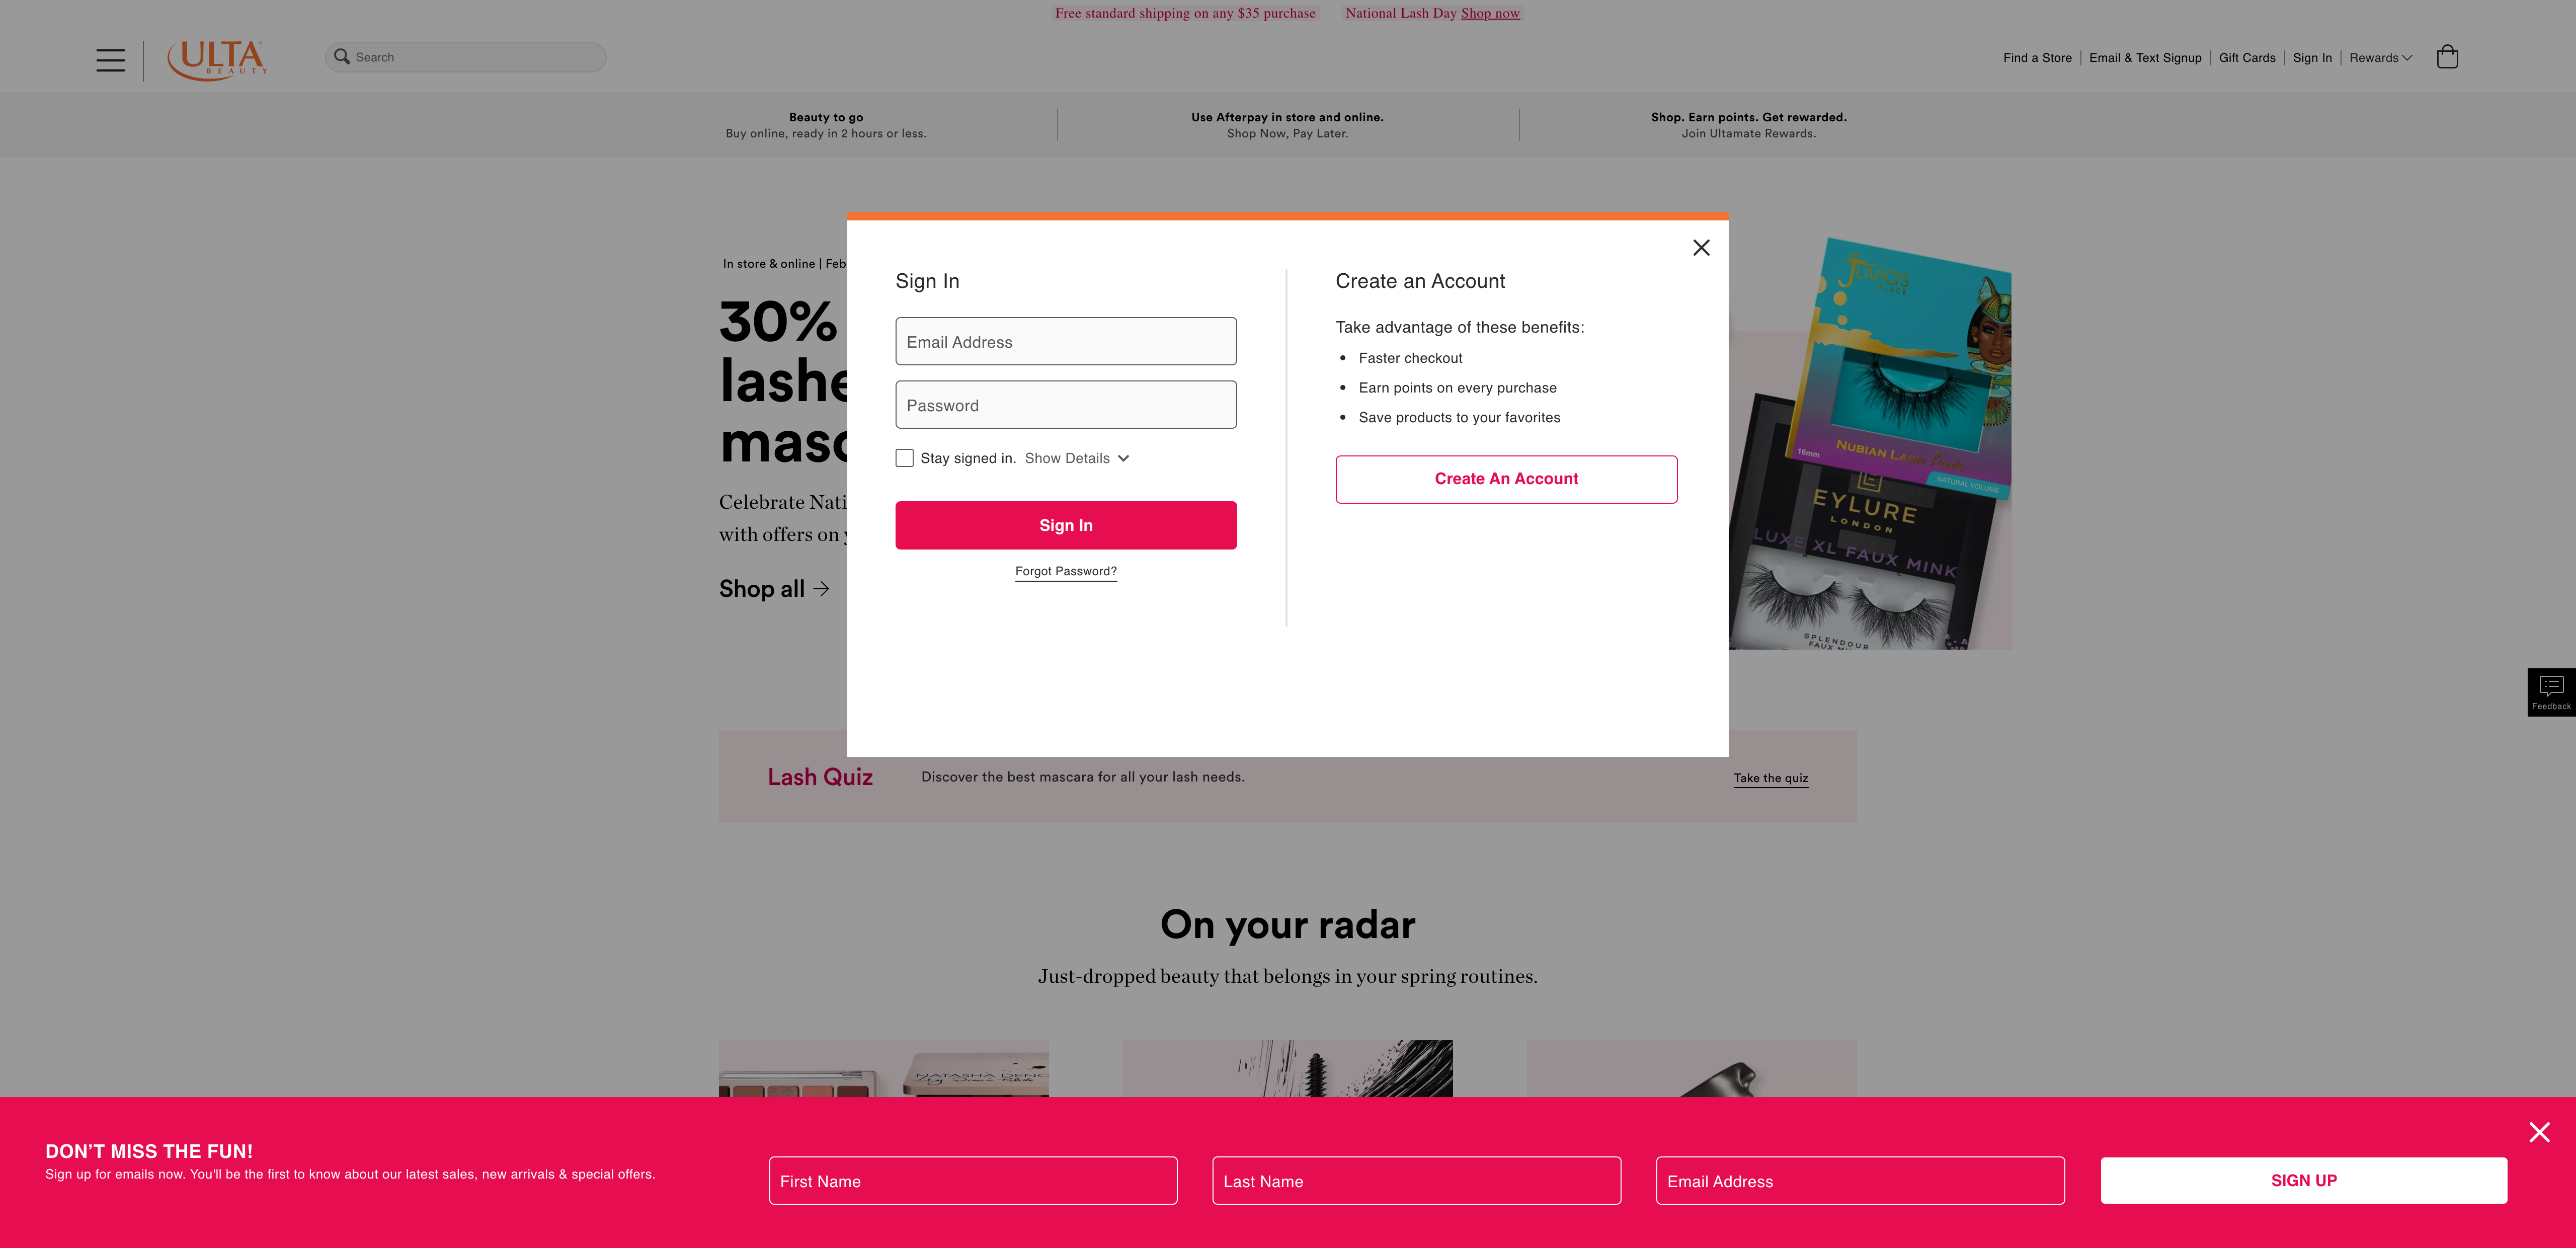 Free standard shipping on any $35 purchase
National Lash Day Shop now
ULTA
BEAUTY
Search
Find a Store
Email & Text Signup
Gift Cards
Sign In
Rewards
Beauty to go
Buy online, ready in 2 hours or less.
Use Afterpay in store and online.
Shop Now, Pay Later.
Shop. Earn points. Get rewarded.
Join Ultamate Rewards.
In store & online | Feb
30%
lashe
masc
Celebrate Nati
with offers on y
Shop all
Sign In
Email Address
Password
Stay signed in. Show Details
Sign In
Forgot Password?
Create an Account
Take advantage of these benefits:
• Faster checkout
• Earn points on every purchase
• Save products to your favorites
Create An Account
Juvia's
PLACE
16mm
NUBIAN Lash Lover
NATURAL VOLUME
EYLURE
LONDON
LUXE XL FAUX MINK
SPLENDOUR
Feedback
Lash Quiz
Discover the best mascara for all your lash needs.
Take the quiz
On your radar
Just-dropped beauty that belongs in your spring routines.
NATASHA DENO
DON'T MISS THE FUN!
Sign up for emails now. You'll be the first to know about our latest sales, new arrivals & special offers.
First Name
Last Name
Email Address
SIGN UP